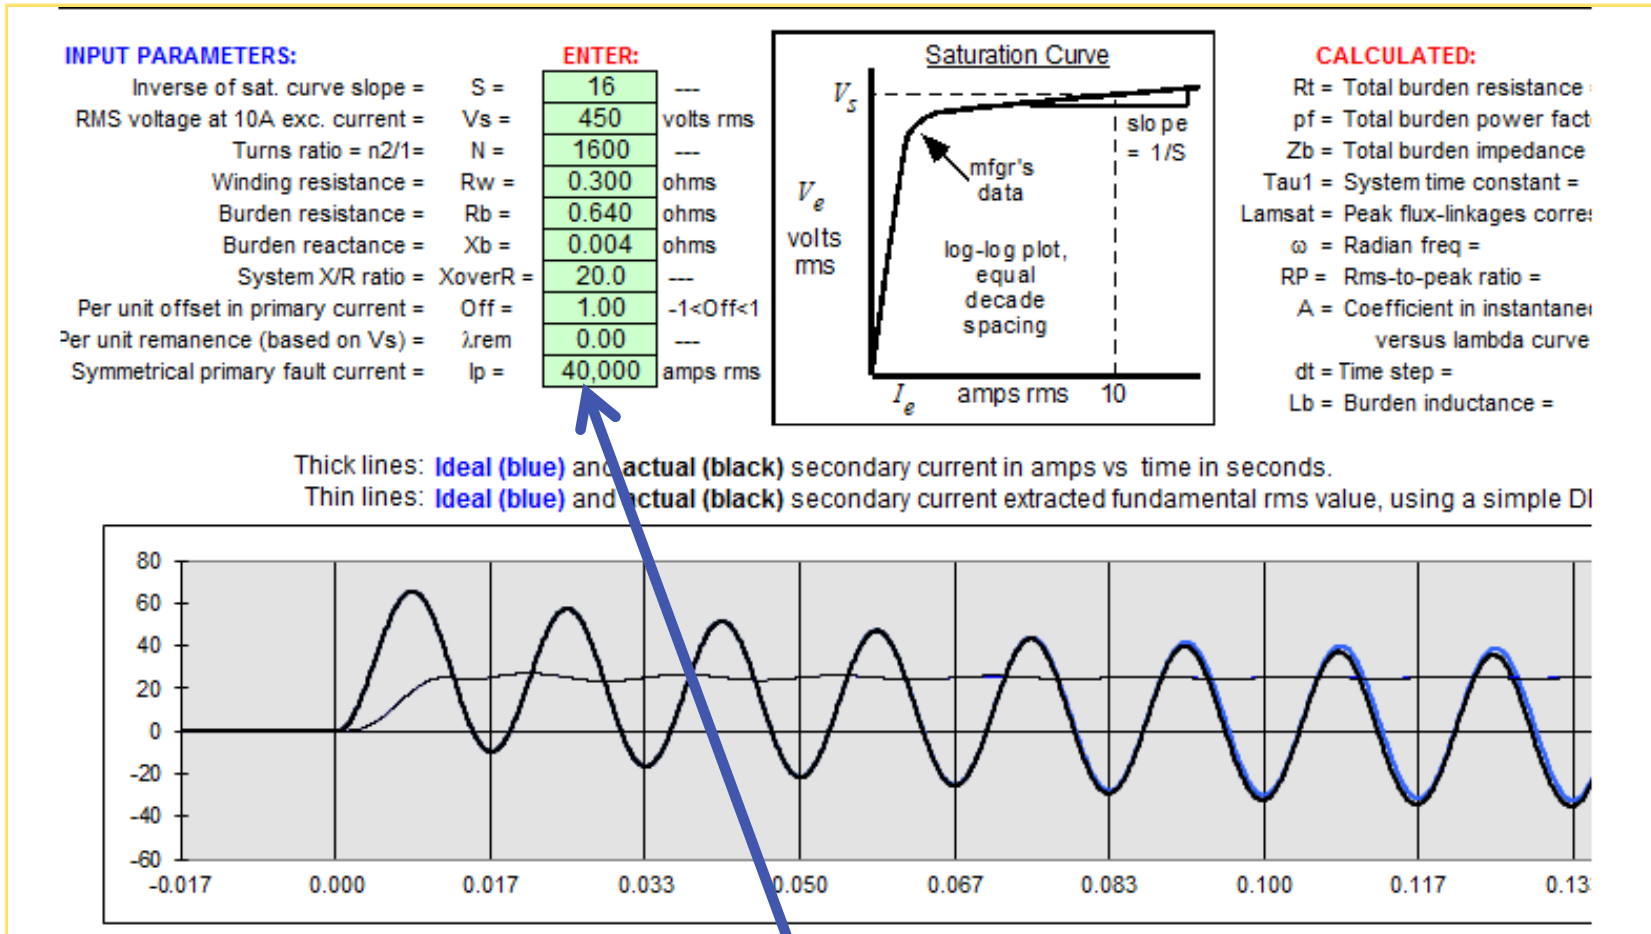 INPUT PARAMETERS: ENTER:
Inverse of sat. curve slope = S = 16 ---
RMS voltage at 10A exc. current = Vs = 450 volts rms
Turns ratio = n2/1= N = 1600 ---
Winding resistance = Rw = 0.300 ohms
Burden resistance = Rb = 0.640 ohms
Burden reactance = Xb = 0.004 ohms
System X/R ratio = XoverR = 20.0 ---
Per unit offset in primary current = Off = 1.00 -1<Off<1
Per unit remanence (based on Vs) = λrem 0.00 ---
Symmetrical primary fault current = Ip = 40,000 amps rms
Saturation Curve
Vs
slope
= 1/S
mfgr's
data
Ve
volts
rms
log-log plot,
equal
decade
spacing
Ie amps rms 10
CALCULATED:
Rt = Total burden resistance
pf = Total burden power
Zb = Total burden impedance
Tau1 = System time constant =
Lamsat = Peak flux-linkages
ω = Radian freq =
RP = Rms-to-peak ratio =
A = Coefficient in
versus lambda curve
dt = Time step =
Lb = Burden inductance =
Thick lines: Ideal (blue) and actual (black) secondary current in amps vs time in seconds.
Thin lines: Ideal (blue) and actual (black) secondary current extracted fundamental rms value, using a simple
80
60
40
20
0
-20
-40
-60
-0.017 0.000 0.017 0.033 0.050 0.067 0.083 0.100 0.117